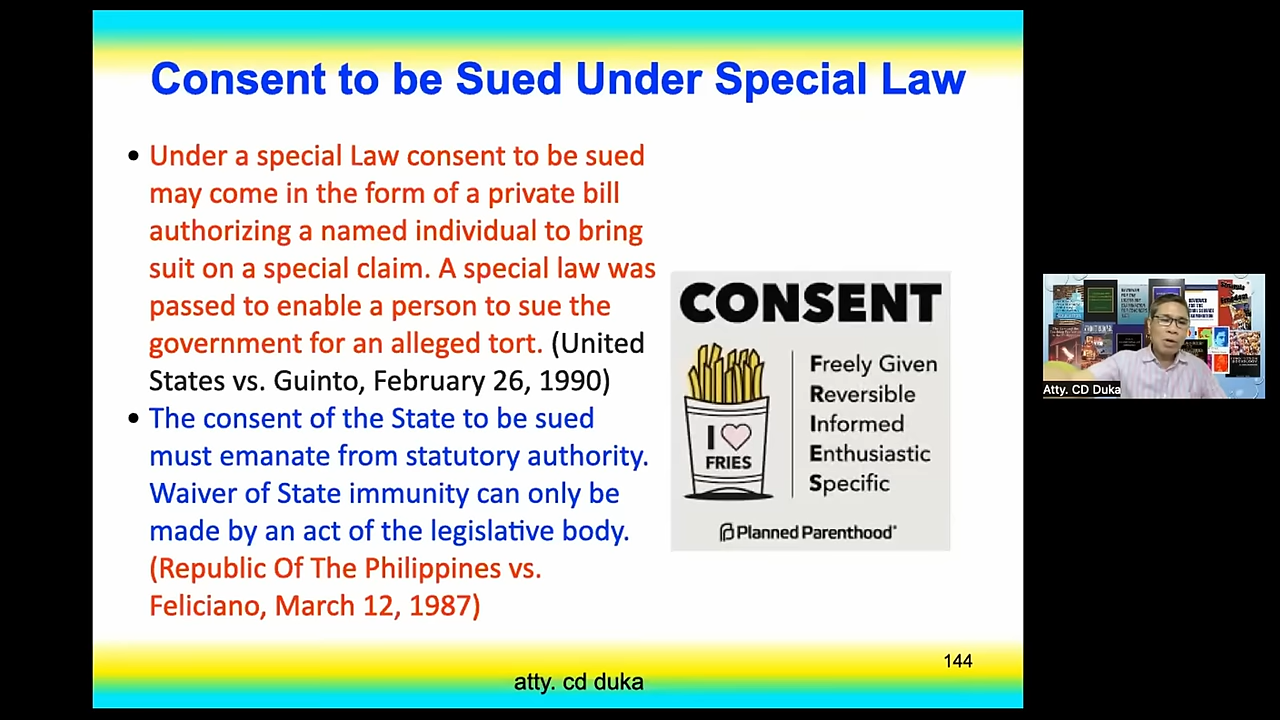 Consent to be Sued Under Special Law
• Under a special Law consent to be sued
may come in the form of a private bill
authorizing a named individual to bring
suit on a special claim. A special law was
passed to enable a person to sue the
government for an alleged tort. (United
States vs. Guinto, February 26, 1990)
• The consent of the State to be sued
must emanate from statutory authority.
Waiver of State immunity can only be
made by an act of the legislative body.
(Republic Of The Philippines vs.
Feliciano, March 12, 1987)
CONSENT
I
FRIES
Freely Given
Reversible
Informed
Enthusiastic
Specific
Planned Parenthood®
144
atty. cd duka
Atty. CD Duka